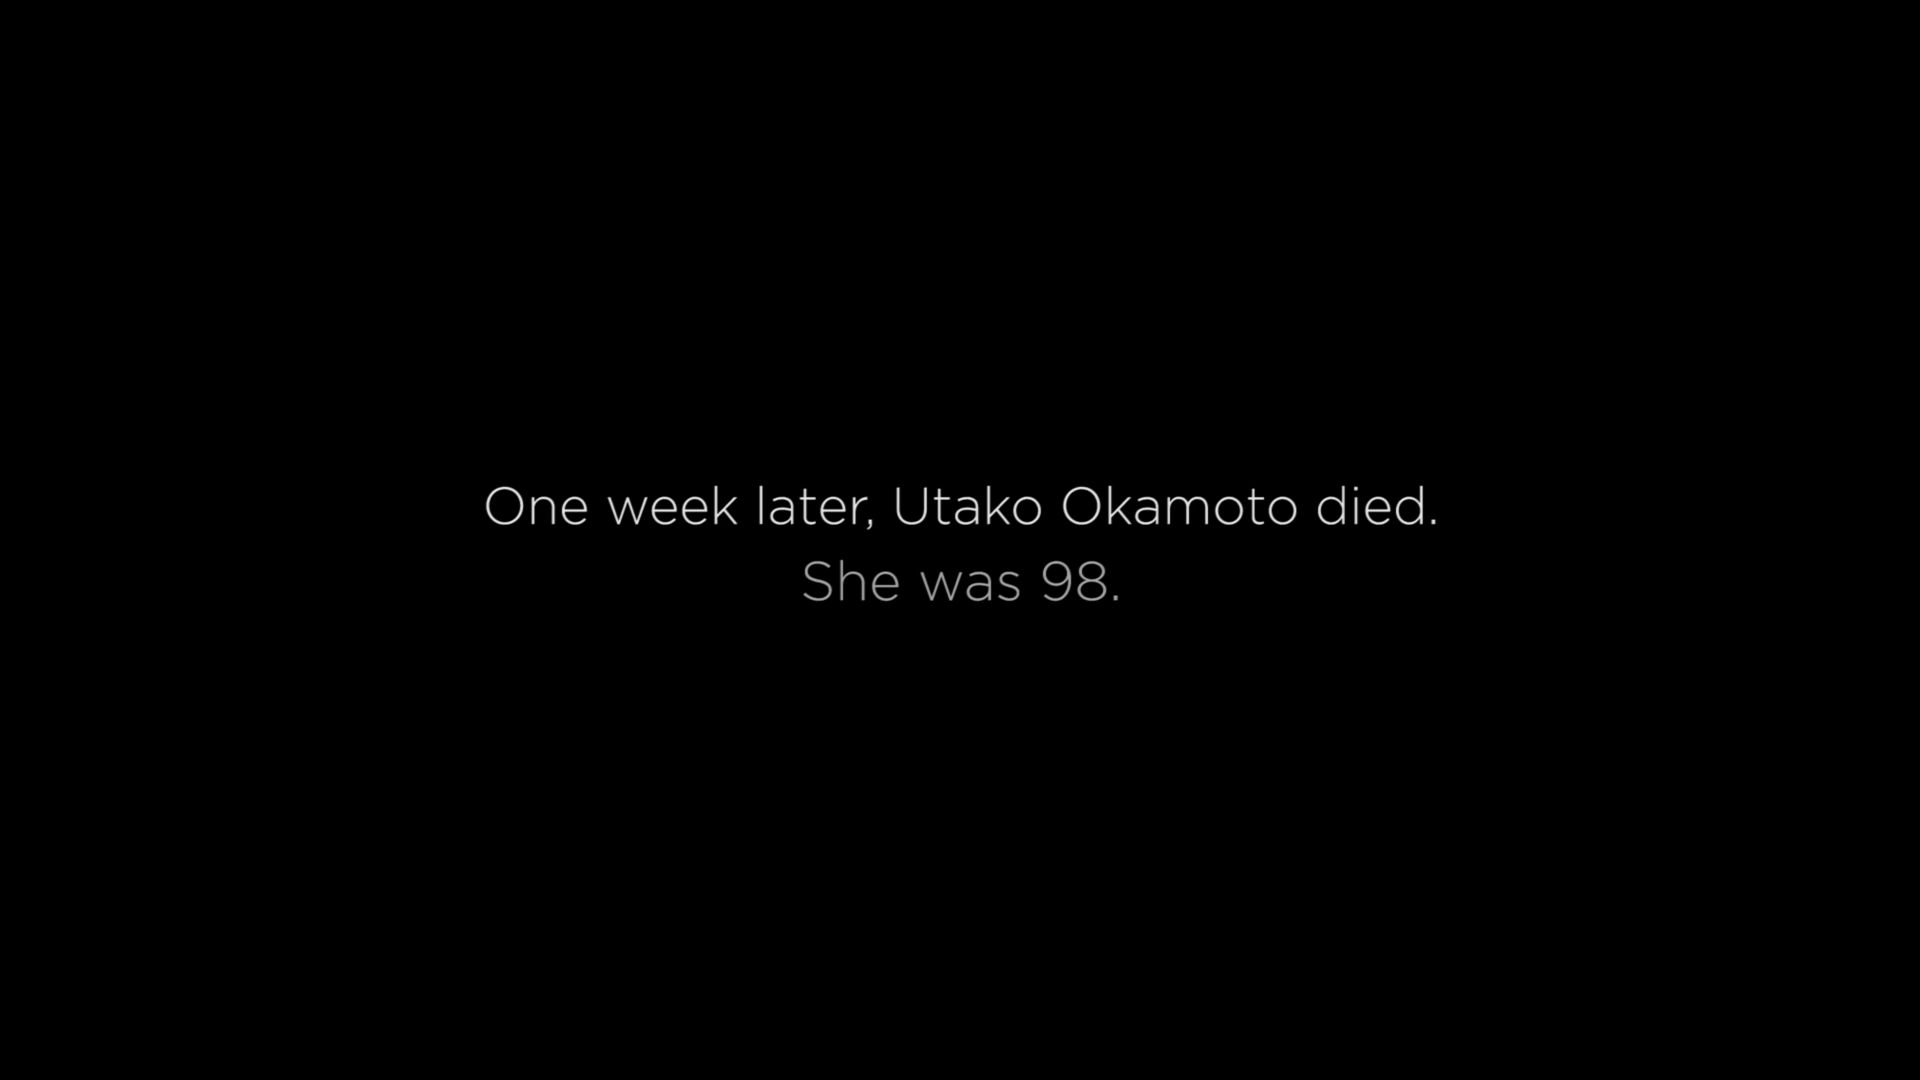 One week later, Utako Okamoto died.
She was 98.